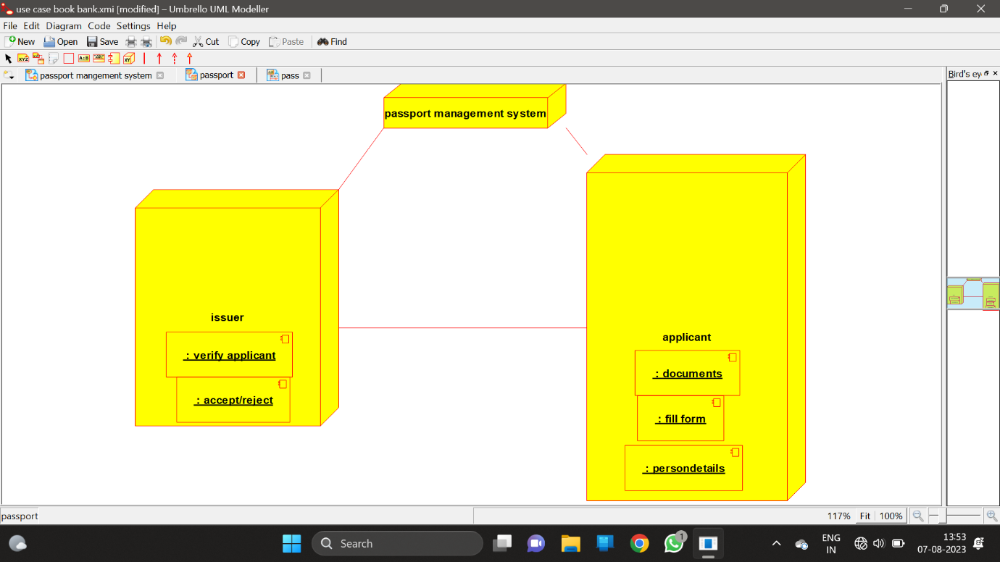 use case book bank.xmi [modified] – Umbrello UML Modeller
File Edit Diagram Code Settings Help
New Open Save Cut Copy Paste Find
passport mangement system passport pass Bird's ey
passport management system
issuer
: verify applicant
: accept/reject
applicant
: documents
: fill form
: persondetails
passport 117% Fit 100%
Search 1 ENG IN 13:53 07-08-2023